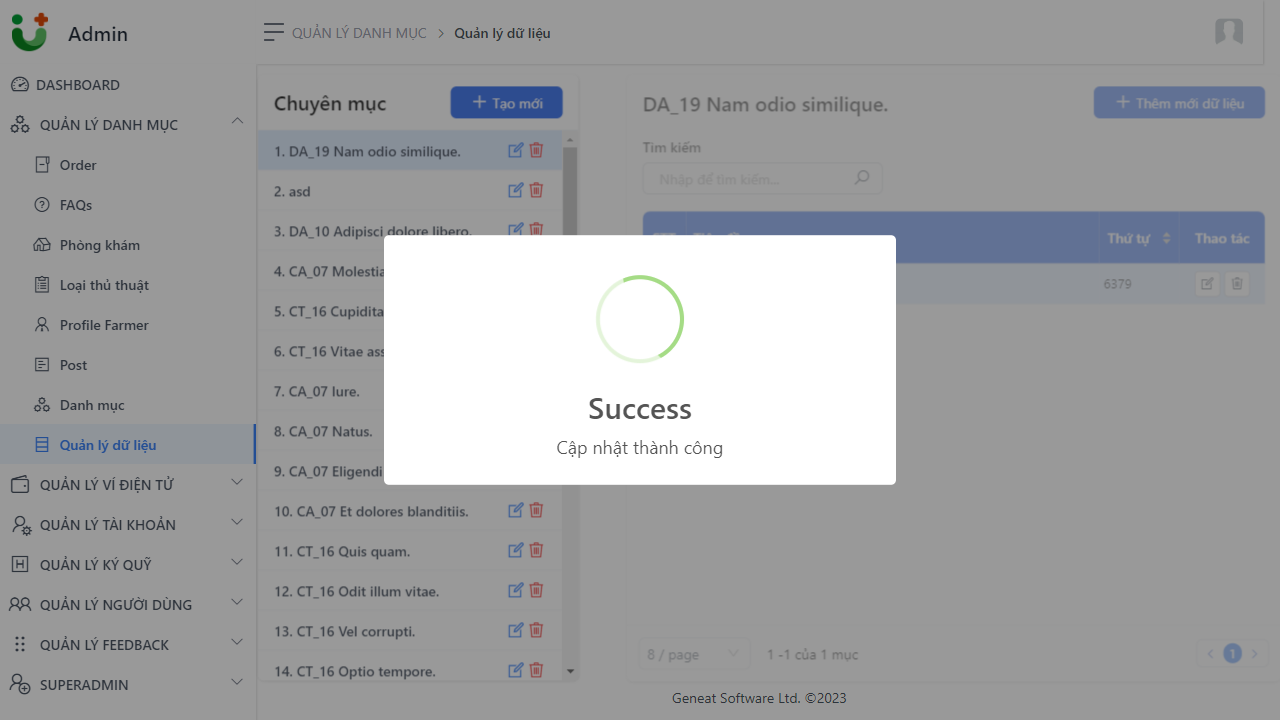 Admin
QUẢN LÝ DANH MỤC
Quản lý dữ liệu
DASHBOARD
QUẢN LÝ DANH MỤC
Order
FAQs
Phòng khám
Loại thủ thuật
Profile Farmer
Post
Danh mục
Quản lý dữ liệu
QUẢN LÝ VÍ ĐIỆN TỬ
QUẢN LÝ TÀI KHOẢN
QUẢN LÝ KÝ QUỸ
QUẢN LÝ NGƯỜI DÙNG
QUẢN LÝ FEEDBACK
SUPERADMIN
Chuyên mục
Tạo mới
1. DA_19 Nam odio similique.
2. asd
3. DA_10 Adipisci dolore libero.
4. CA_07 Molestia
5. CT_16 Cupidita
6. CT_16 Vitae ass
7. CA_07 Iure.
8. CA_07 Natus.
9. CA_07 Eligendi
10. CA_07 Et dolores blanditiis.
11. CT_16 Quis quam.
12. CT_16 Odit illum vitae.
13. CT_16 Vel corrupti.
14. CT_16 Optio tempore.
DA_19 Nam odio similique.
Thêm mới dữ liệu
Tìm kiếm
Nhập để tìm kiếm...
Thứ tự
Thao tác
6379
Success
Cập nhật thành công
8 / page
1 -1 của 1 mục
1
Geneat Software Ltd. ©2023